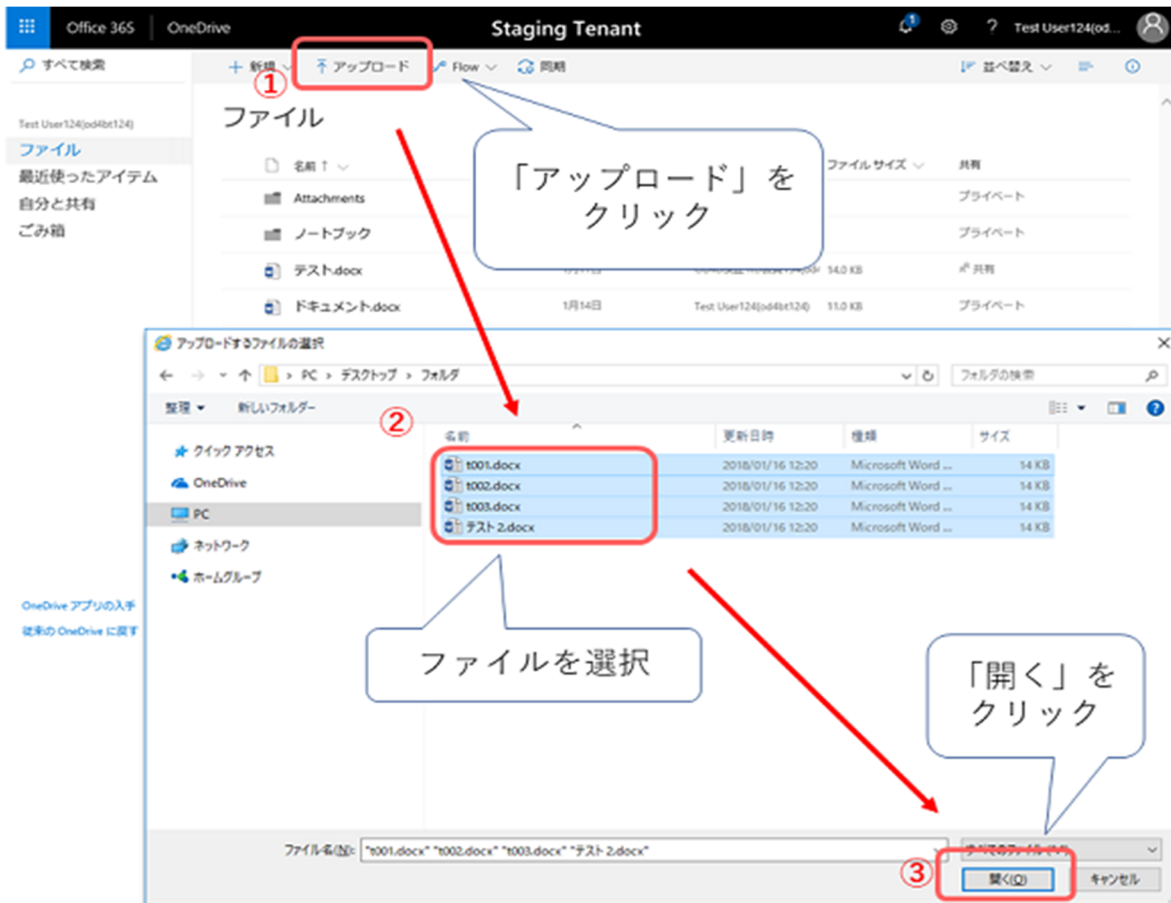 Office 365 OneDrive Staging Tenant 1 ? Test User124(od...
すべて検索 + 新規 アップロード Flow 同期 並べ替え
①
Test User124(od4bt124)
ファイル
最近使ったアイテム
自分と共有
ごみ箱
ファイル
名前 ↑ ファイル サイズ 共有
Attachments プライベート
ノートブック プライベート
テスト.docx 14.0 KB 共有
ドキュメント.docx 1月14日 Test User124(od4bt124) 11.0 KB プライベート
「アップロード」を
クリック
アップロードするファイルの選択
PC › デスクトップ › フォルダ フォルダの検索
整理 新しいフォルダー
②
クイック アクセス
OneDrive
PC
ネットワーク
ホームグループ
名前 更新日時 種類 サイズ
t001.docx 2018/01/16 12:20 Microsoft Word ... 14 KB
t002.docx 2018/01/16 12:20 Microsoft Word ... 14 KB
t003.docx 2018/01/16 12:20 Microsoft Word ... 14 KB
テスト 2.docx 2018/01/16 12:20 Microsoft Word ... 14 KB
OneDrive アプリの入手
従来の OneDrive に戻す
ファイルを選択
「開く」を
クリック
ファイル名(N): "t001.docx" "t002.docx" "t003.docx" "テスト 2.docx"
③
開く(O) キャンセル